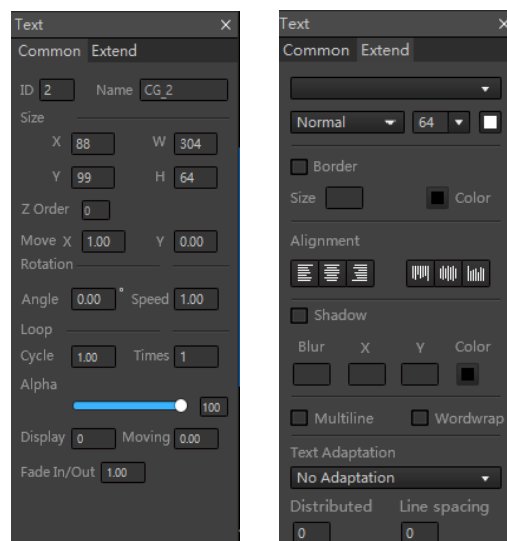 Text ×
Common Extend
ID 2 Name CG_2
Size
X 88 W 304
Y 99 H 64
Z Order 0
Move X 1.00 Y 0.00
Rotation
Angle 0.00 ° Speed 1.00
Loop
Cycle 1.00 Times 1
Alpha
100
Display 0 Moving 0.00
Fade In/Out 1.00
Text ×
Common Extend
Normal 64
Border
Size Color
Alignment
Shadow
Blur X Y Color
Multiline Wordwrap
Text Adaptation
No Adaptation
Distributed Line spacing
0 0